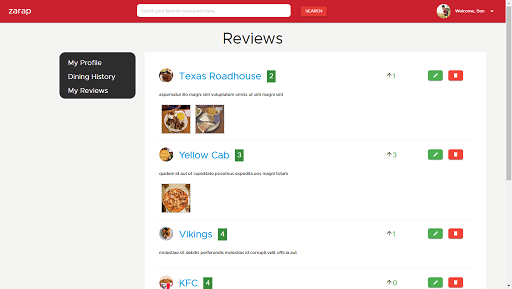 zarap
Search your favorite restaurants here...
SEARCH
Welcome, Ben
Reviews
My Profile
Dining History
My Reviews
Texas Roadhouse 2
1
aspernatur illo magni sint voluptatem omnis ut sint magni sint
Yellow Cab 3
3
quidem id aut et cupiditate possimus expedita eos magni totam
Vikings 4
1
molestiae sit debitis perferendis molestias id corrupti velit officia aut
KFC 4
0